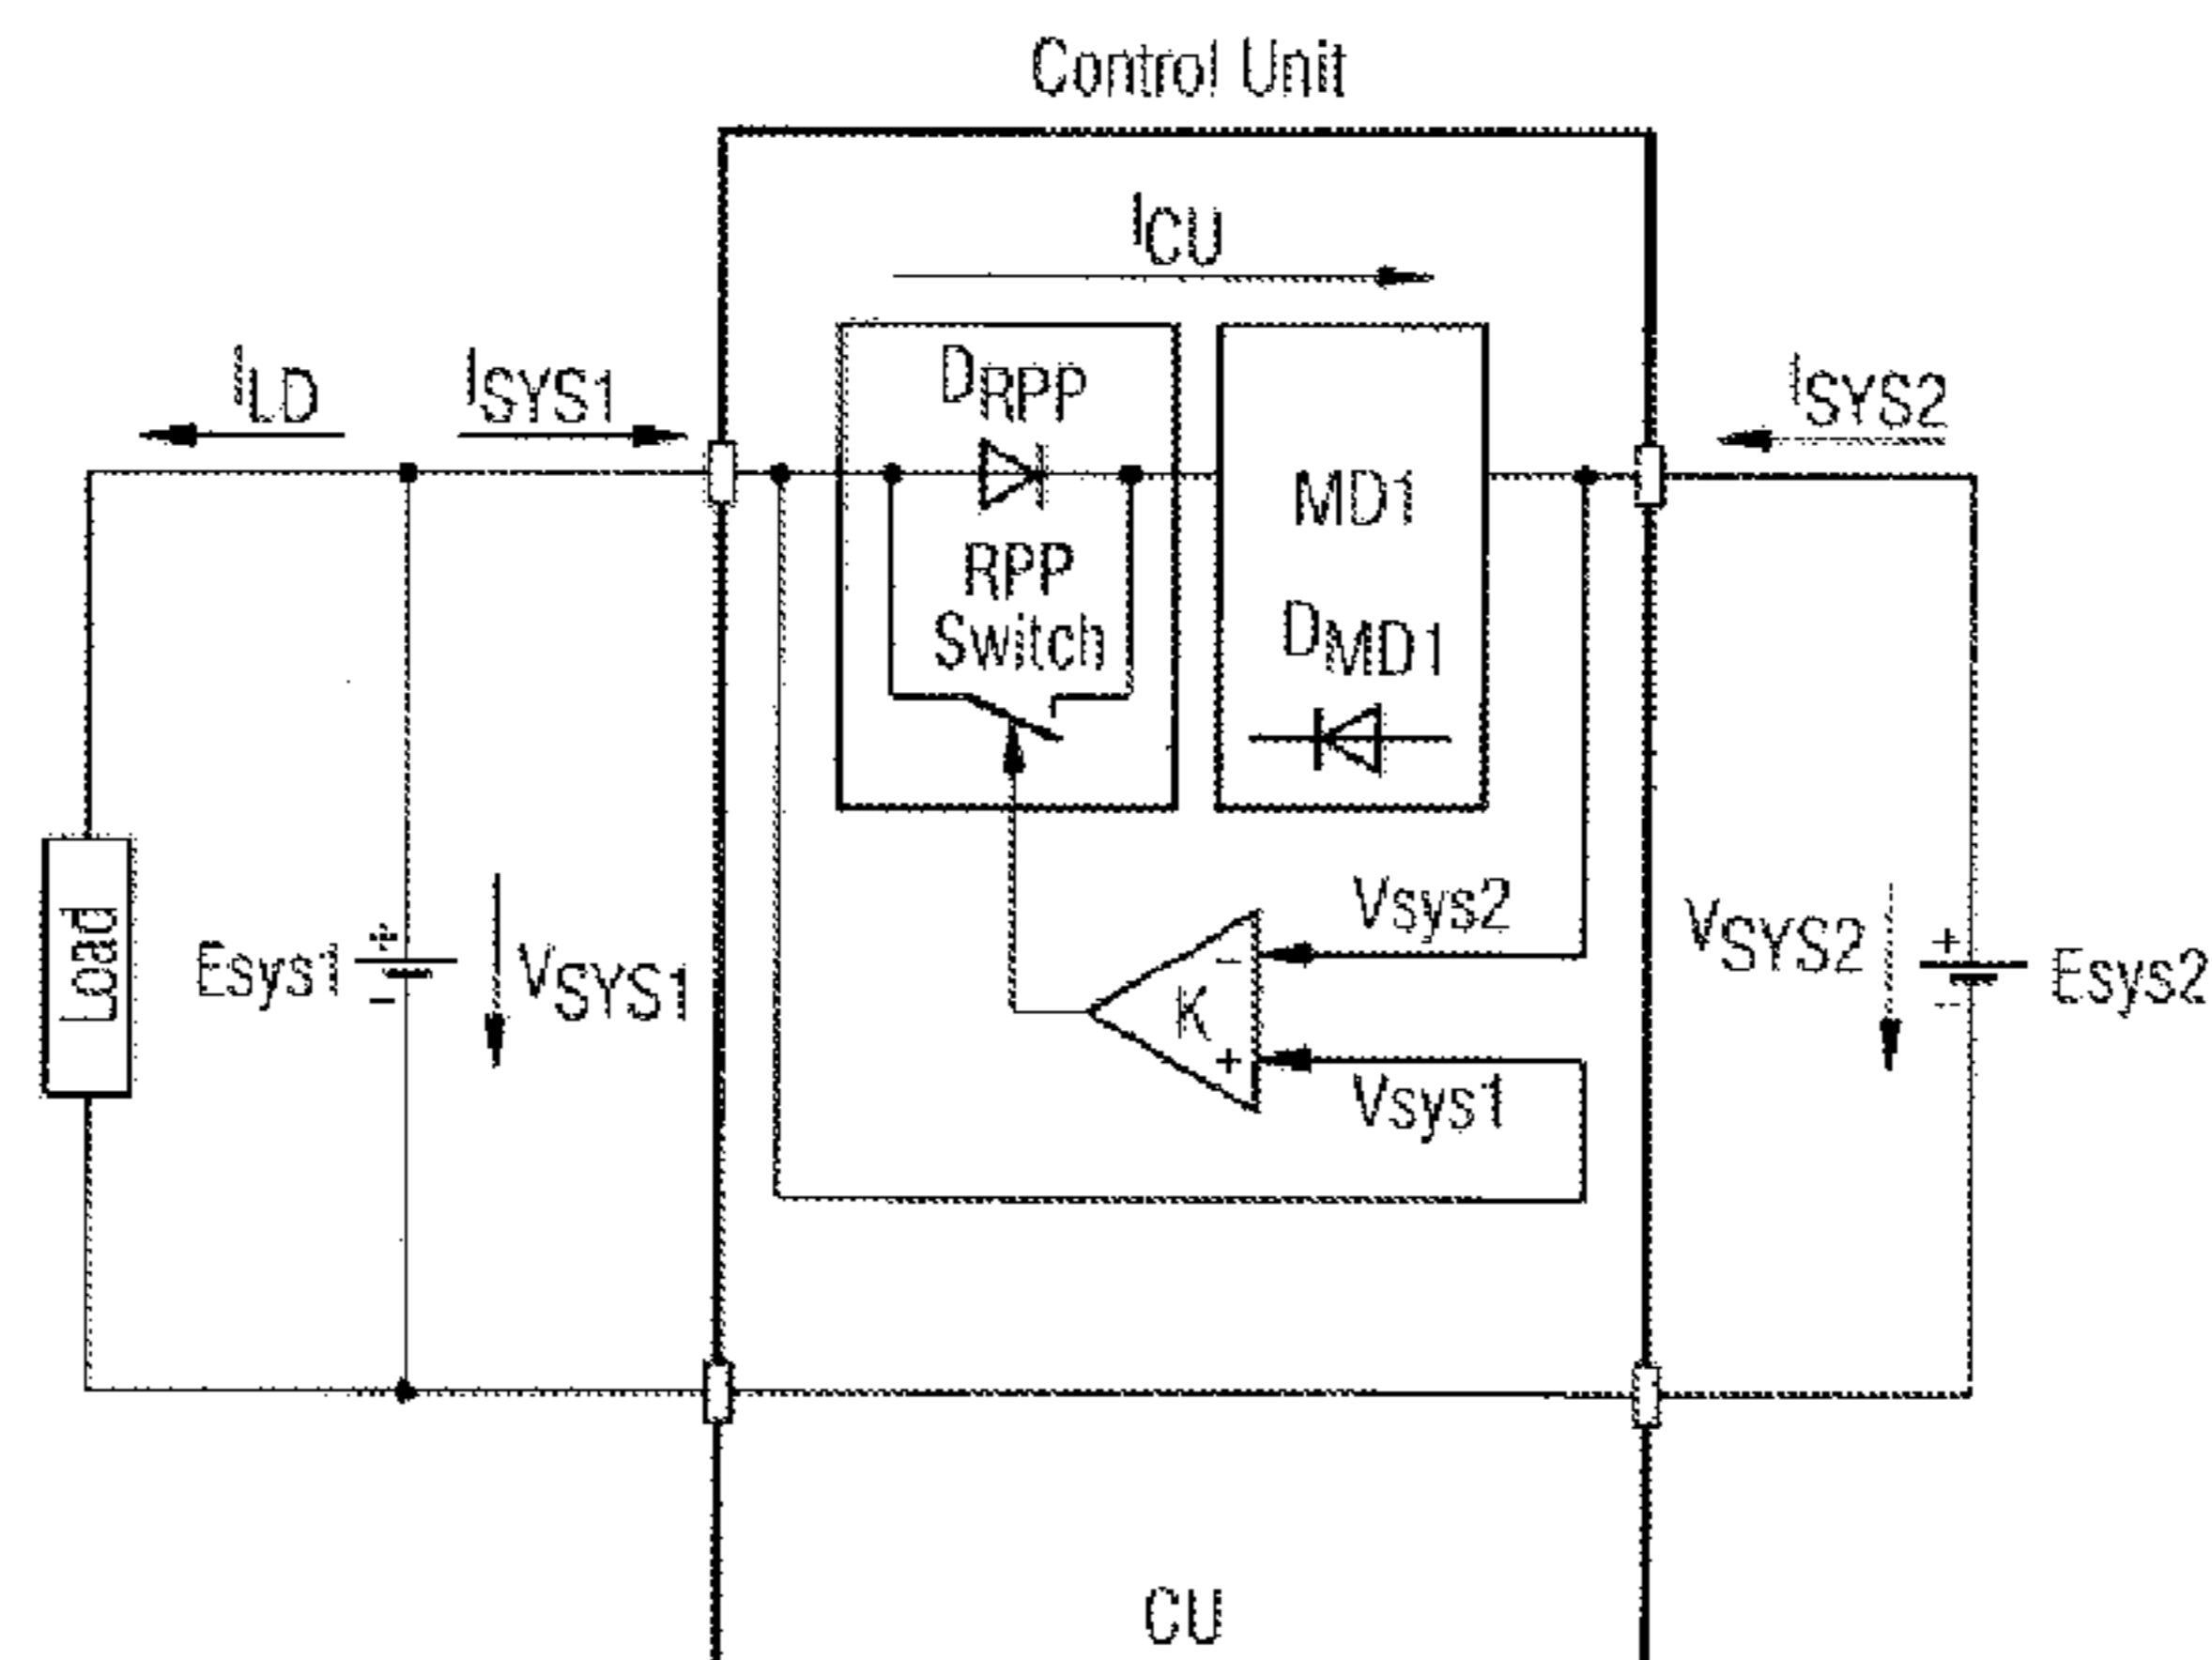 Control Unit
ICU
ILD
ISYS1
DRPP
ISYS2
MD1
RPP
Switch
DMD1
Load
Esys1
+
-
VSYS1
Vsys2
-
K
+
Vsys1
VSYS2
+
-
Esys2
CU